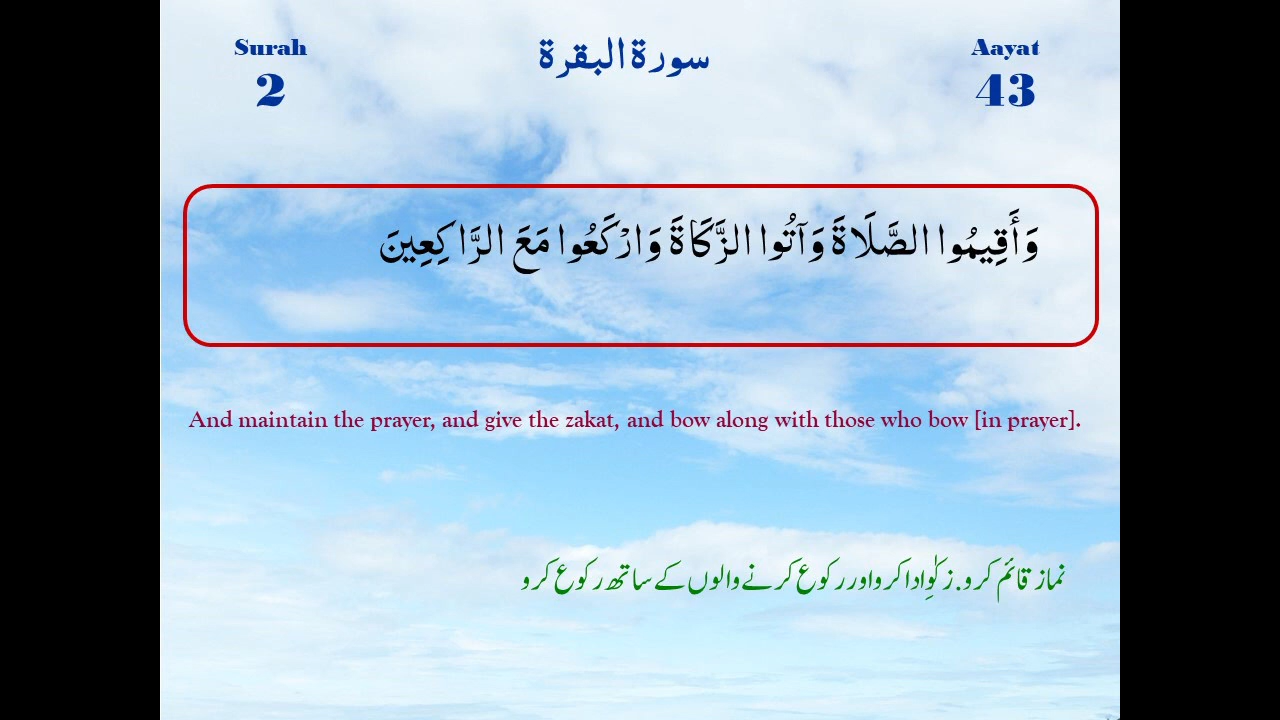 Surah
2
سورة البقرة
Aayat
43
وَأَقِيمُوا الصَّلَاةَ وَآتُوا الزَّكَاةَ وَارْكَعُوا مَعَ الرَّاكِعِينَ
And maintain the prayer, and give the zakat, and bow along with those who bow [in prayer].
نماز قائم کرو. زکوٰۃ ادا کرو اور رکوع کرنے والوں کے ساتھ رکوع کرو